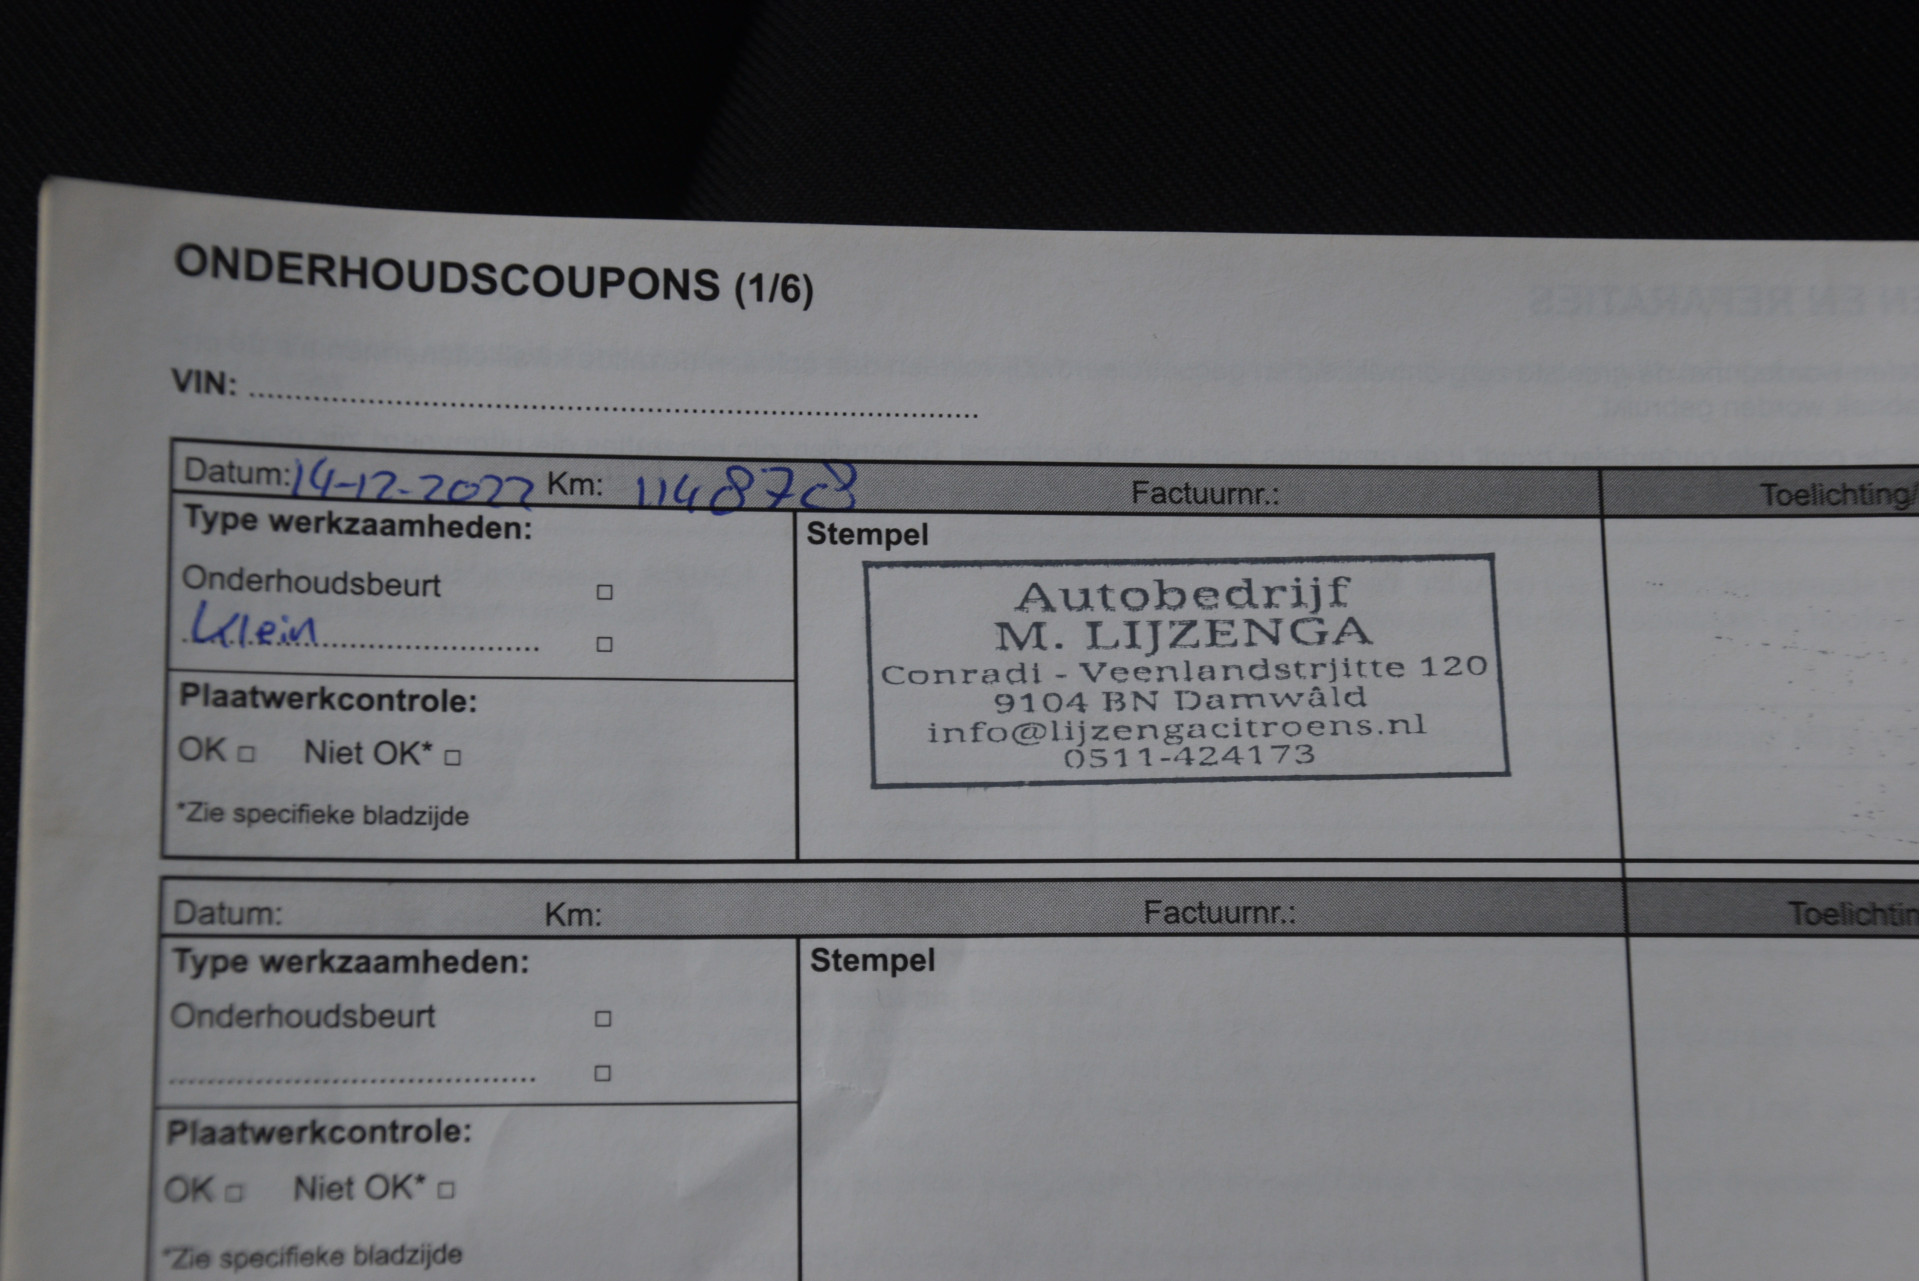 ONDERHOUDSCOUPONS (1/6)
VIN: ........................................................................
Datum: 14-12-2022 Km: 114878 Factuurnr.: Toelichting/
Type werkzaamheden:
Onderhoudsbeurt □
Klein □
Plaatwerkcontrole:
OK □ Niet OK* □
*Zie specifieke bladzijde
Stempel
Autobedrijf
M. LIJZENGA
Conradi - Veenlandstrjitte 120
9104 BN Damwâld
info@lijzengacitroens.nl
0511-424173
Datum: Km: Factuurnr.: Toelichtin
Type werkzaamheden:
Onderhoudsbeurt □
........................................ □
Plaatwerkcontrole:
OK □ Niet OK* □
*Zie specifieke bladzijde
Stempel